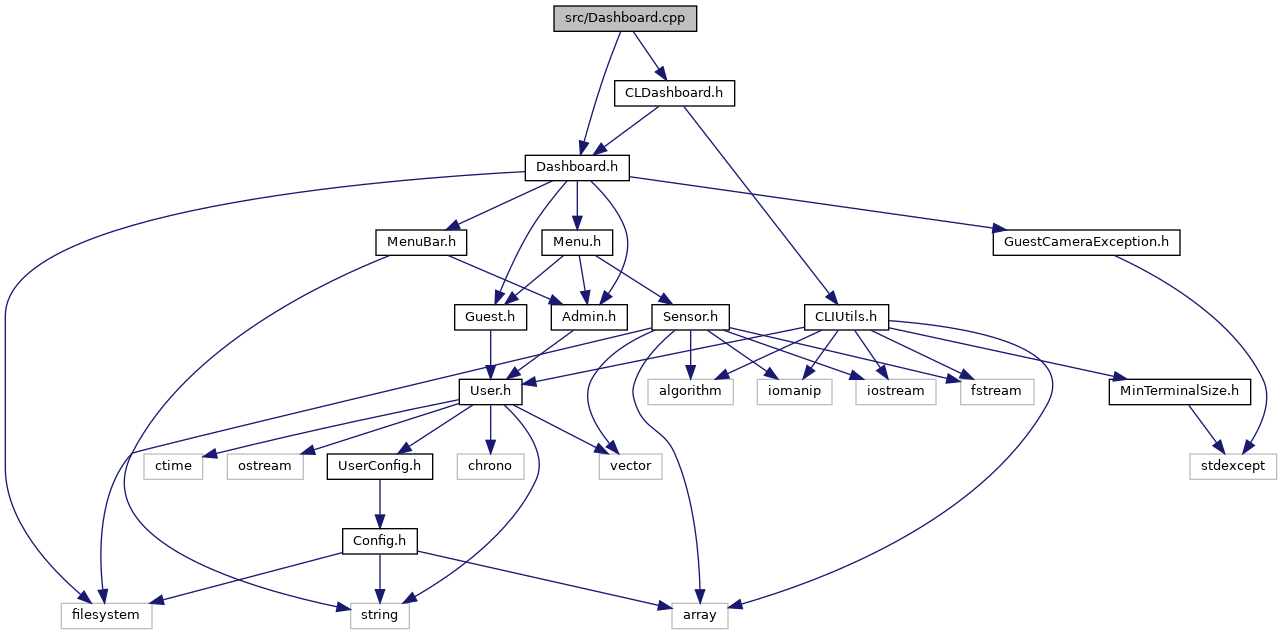 src/Dashboard.cpp
CLDashboard.h
Dashboard.h
MenuBar.h
Menu.h
GuestCameraException.h
Guest.h
Admin.h
Sensor.h
CLIUtils.h
User.h
algorithm
iomanip
iostream
fstream
MinTerminalSize.h
ctime
ostream
UserConfig.h
chrono
vector
stdexcept
Config.h
filesystem
string
array